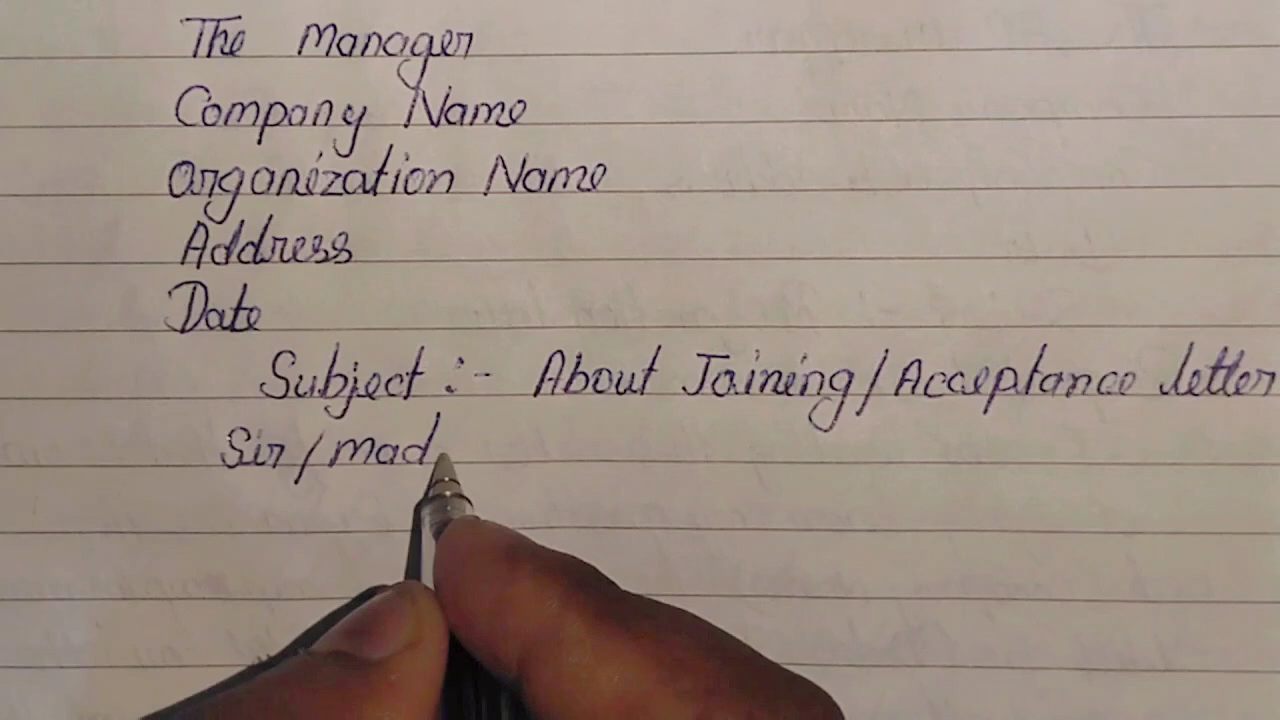 The Manager
Company Name
Organization Name
Address
Date
Subject :- About Joining/Acceptance letter
Sir/Mad